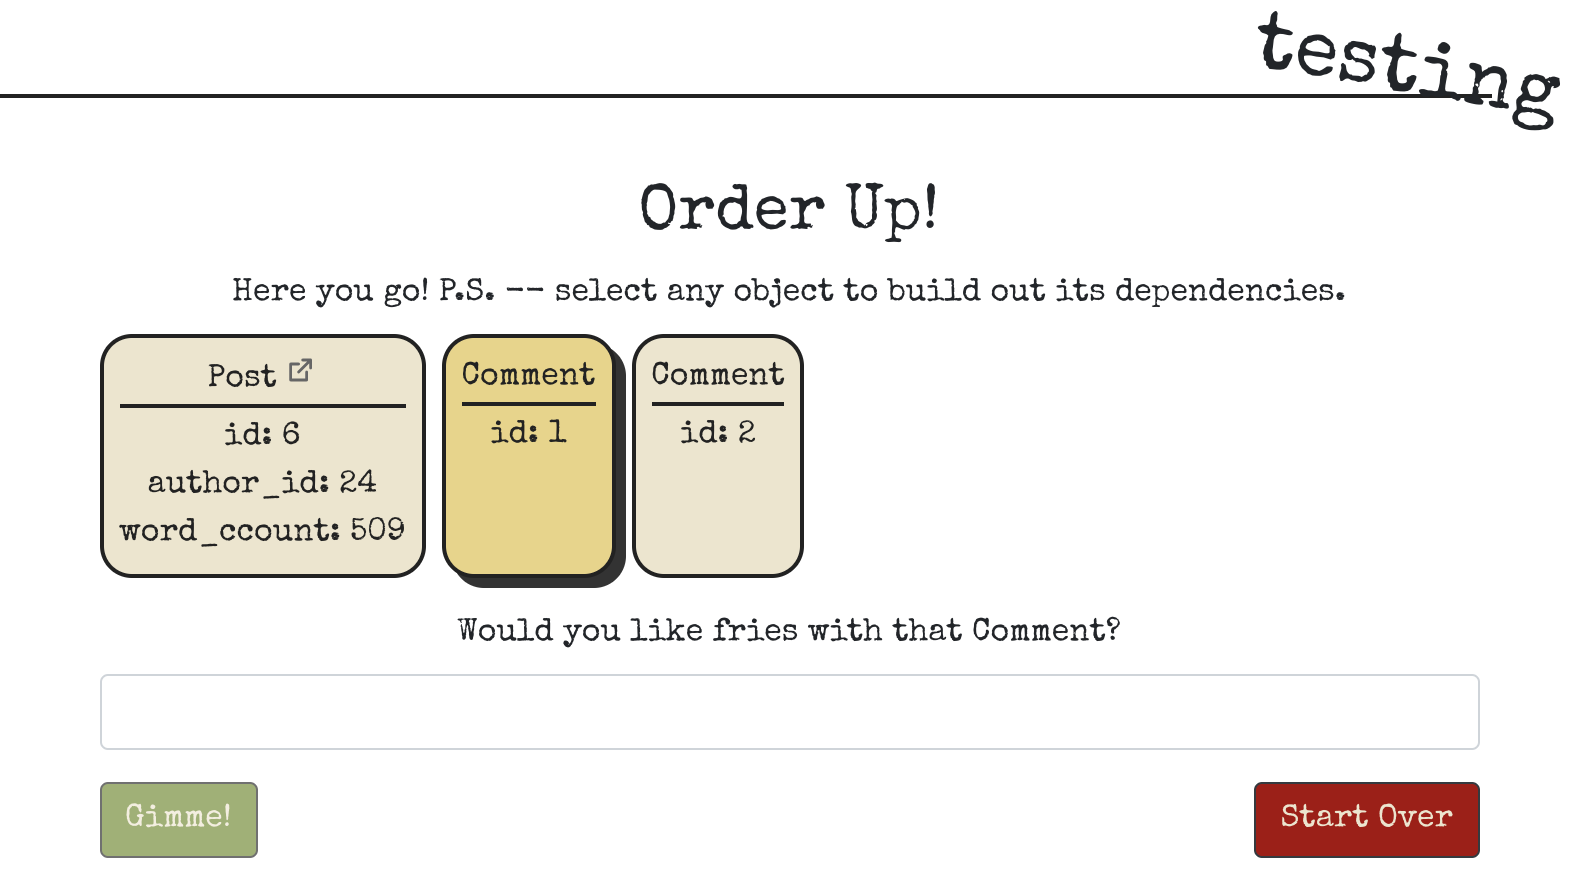 testing
Order Up!
Here you go! P.S. -- select any object to build out its dependencies.
Post
id: 6
author_id: 24
word_ccount: 509
Comment
id: 1
Comment
id: 2
Would you like fries with that Comment?
Gimme!
Start Over